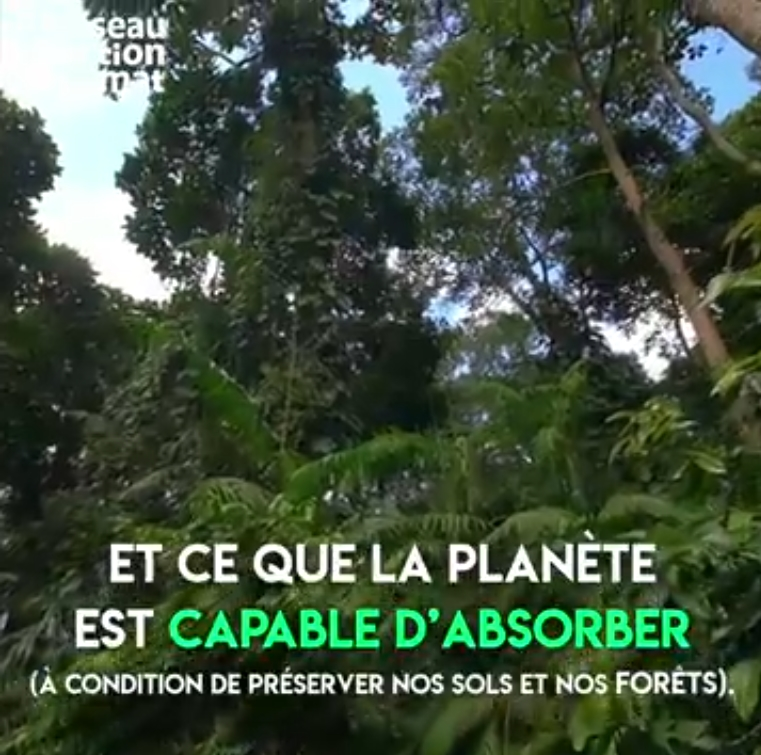 ET CE QUE LA PLANÈTE
EST CAPABLE D'ABSORBER
(À CONDITION DE PRÉSERVER NOS SOLS ET NOS FORÊTS).